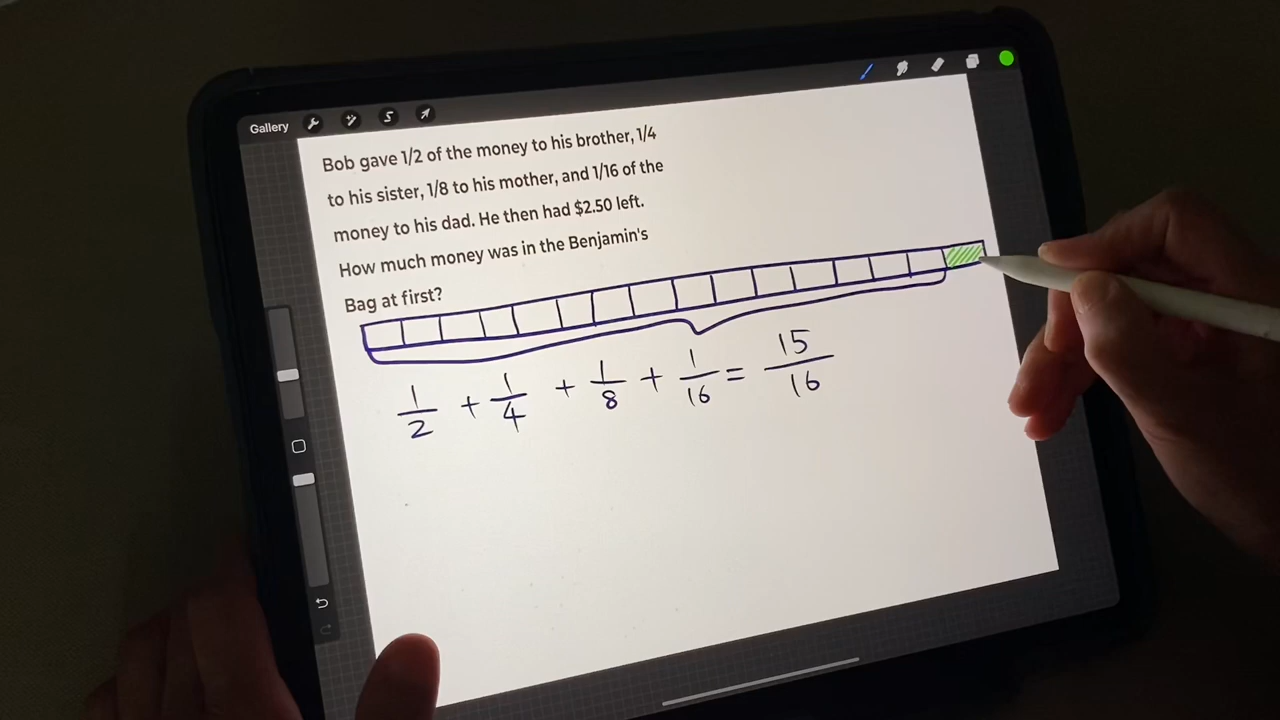 Gallery
Bob gave 1/2 of the money to his brother, 1/4
to his sister, 1/8 to his mother, and 1/16 of the
money to his dad. He then had $2.50 left.
How much money was in the Benjamin's
Bag at first?
1/2 + 1/4 + 1/8 + 1/16 = 15/16